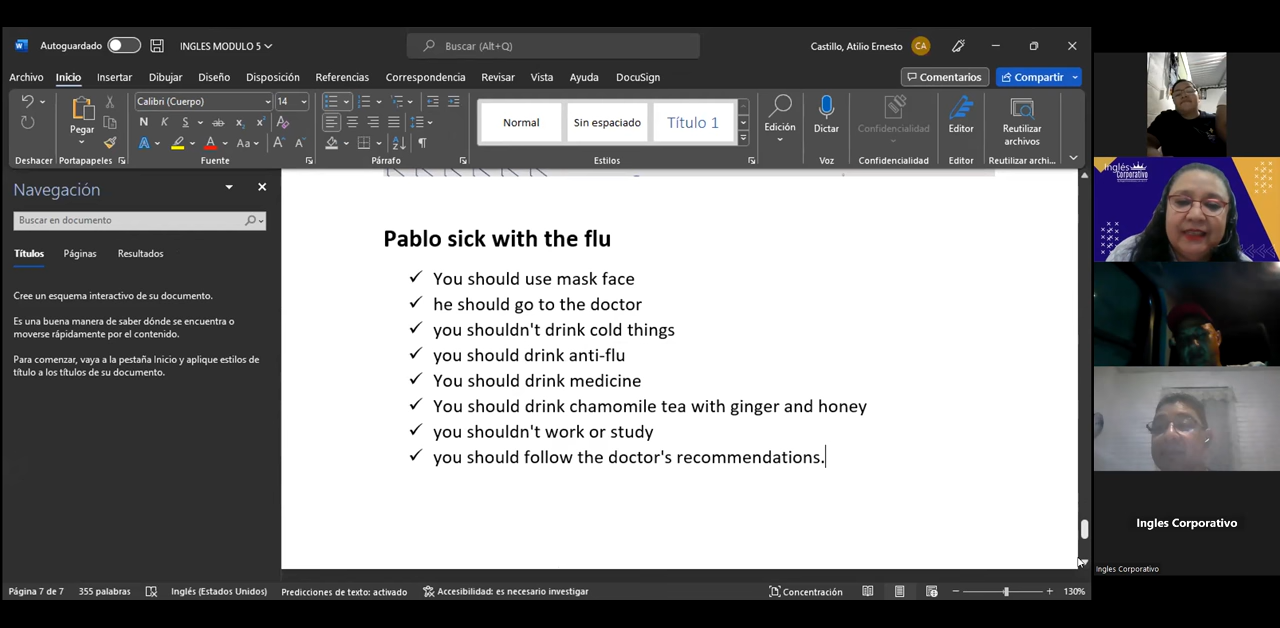 Autoguardado
INGLES MODULO 5
Buscar (Alt+Q)
Castillo, Atilio Ernesto
CA
Archivo Inicio Insertar Dibujar Diseño Disposición Referencias Correspondencia Revisar Vista Ayuda DocuSign
Comentarios
Compartir
Pegar
Calibri (Cuerpo) 14
N K S ab x₂ x²
A A Aa A A
Normal
Sin espaciado
Título 1
Edición
Dictar
Confidencialidad
Editor
Reutilizar archivos
Deshacer Portapapeles Fuente Párrafo Estilos Voz Confidencialidad Editor Reutilizar archi...
Navegación
Buscar en documento
Títulos Páginas Resultados
Cree un esquema interactivo de su documento.
Es una buena manera de saber dónde se encuentra o
moverse rápidamente por el contenido.
Para comenzar, vaya a la pestaña Inicio y aplique estilos de
título a los títulos de su documento.
Pablo sick with the flu
✓ You should use mask face
✓ he should go to the doctor
✓ you shouldn't drink cold things
✓ you should drink anti-flu
✓ You should drink medicine
✓ You should drink chamomile tea with ginger and honey
✓ you shouldn't work or study
✓ you should follow the doctor's recommendations.
Página 7 de 7 355 palabras Inglés (Estados Unidos) Predicciones de texto: activado Accesibilidad: es necesario investigar Concentración 130%
Inglés
Corporativo
Ingles Corporativo
Ingles Corporativo